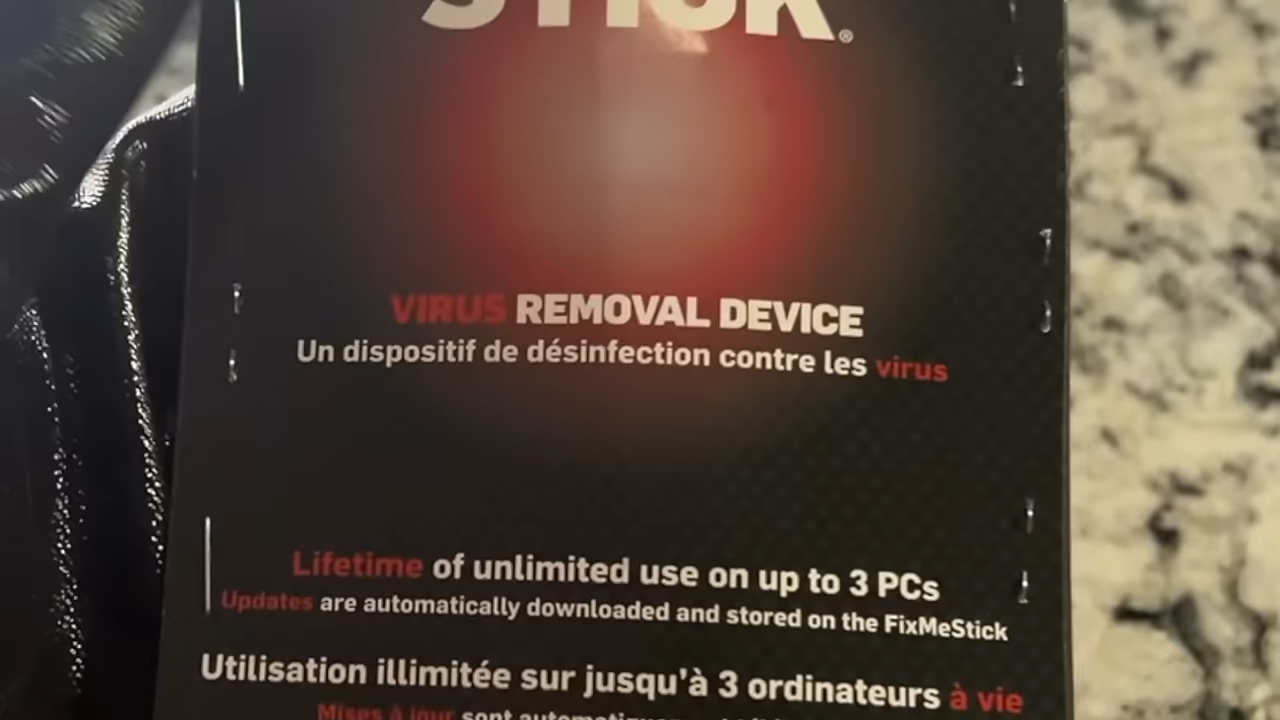 STICK®
VIRUS REMOVAL DEVICE
Un dispositif de désinfection contre les virus
Lifetime of unlimited use on up to 3 PCs
Updates are automatically downloaded and stored on the FixMeStick
Utilisation illimitée sur jusqu'à 3 ordinateurs à vie
Mises à jour sont